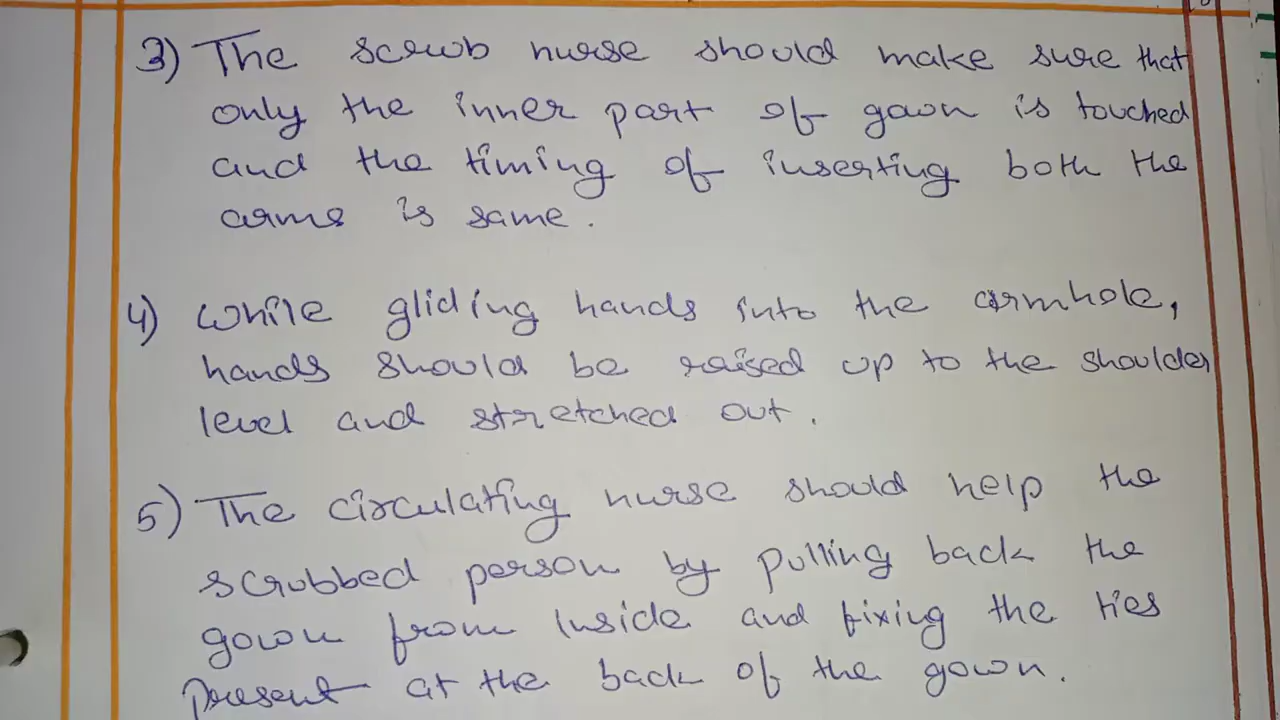 3) The scrub nurse should make sure that
only the inner part of gown is touched
and the timing of inserting both the
arms is same.
4) While gliding hands into the armhole,
hands should be raised up to the shoulder
level and stretched out.
5) The circulating nurse should help the
scrubbed person by pulling back the
gown from inside and fixing the ties
present at the back of the gown.